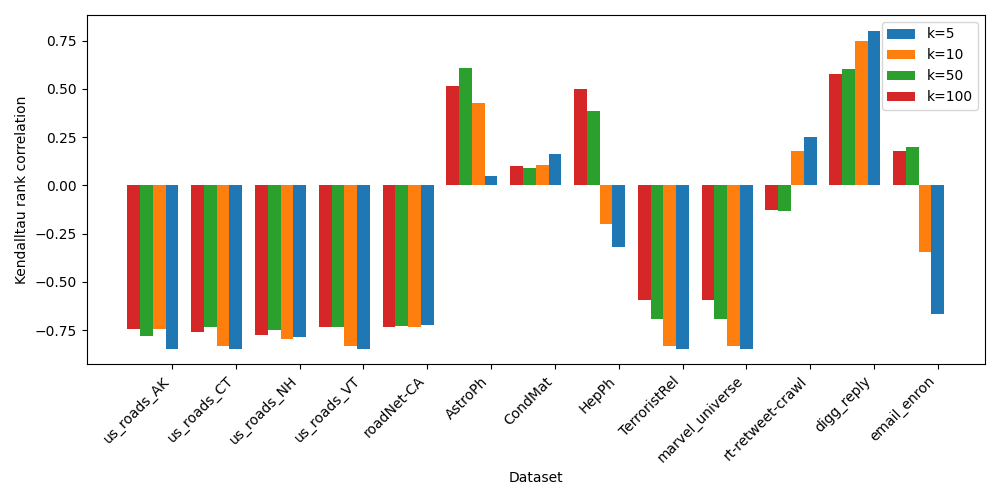 Kendalltau rank correlation
0.75
0.50
0.25
0.00
−0.25
−0.50
−0.75
k=5
k=10
k=50
k=100
us_roads_AK
us_roads_CT
us_roads_NH
us_roads_VT
roadNet-CA
AstroPh
CondMat
HepPh
TerroristRel
marvel_universe
rt-retweet-crawl
digg_reply
email_enron
Dataset